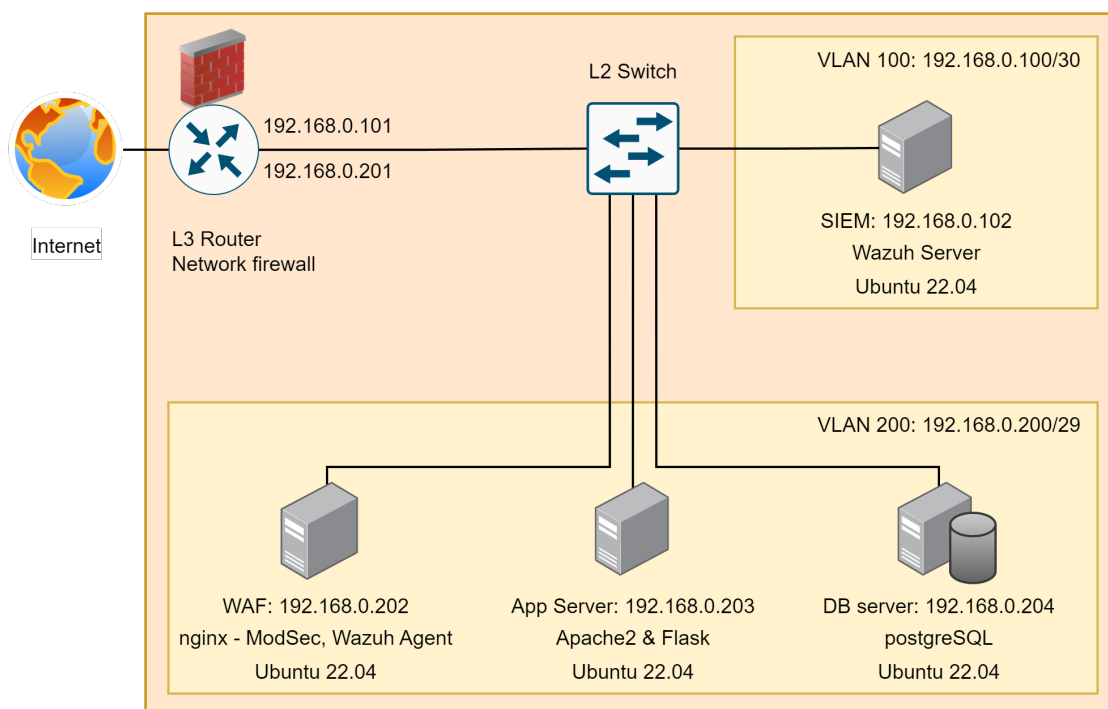 L2 Switch
VLAN 100: 192.168.0.100/30
192.168.0.101
192.168.0.201
Internet
L3 Router
Network firewall
SIEM: 192.168.0.102
Wazuh Server
Ubuntu 22.04
VLAN 200: 192.168.0.200/29
WAF: 192.168.0.202
nginx - ModSec, Wazuh Agent
Ubuntu 22.04
App Server: 192.168.0.203
Apache2 & Flask
Ubuntu 22.04
DB server: 192.168.0.204
postgreSQL
Ubuntu 22.04